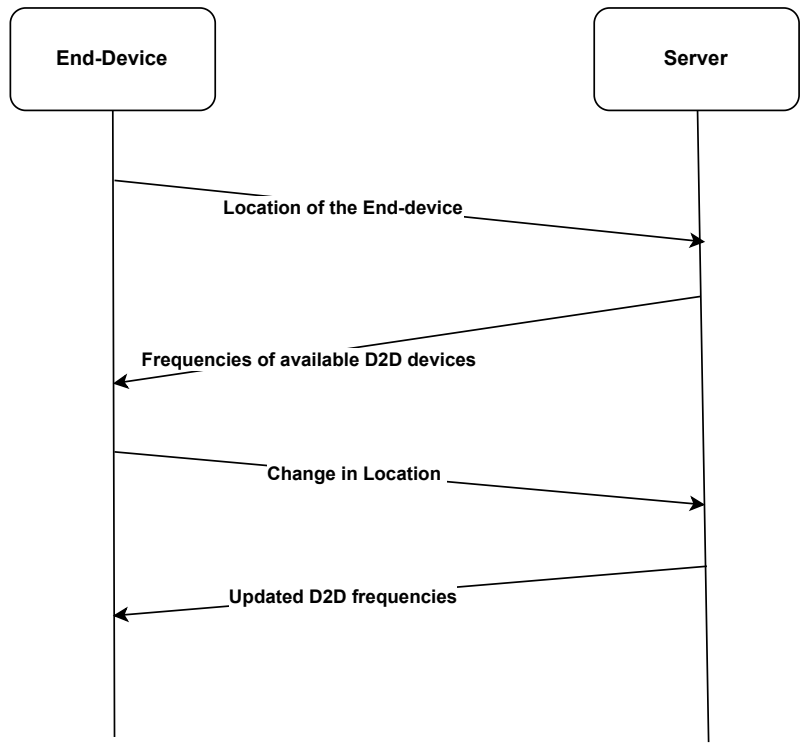 End-Device
Server
Location of the End-device
Frequencies of available D2D devices
Change in Location
Updated D2D frequencies